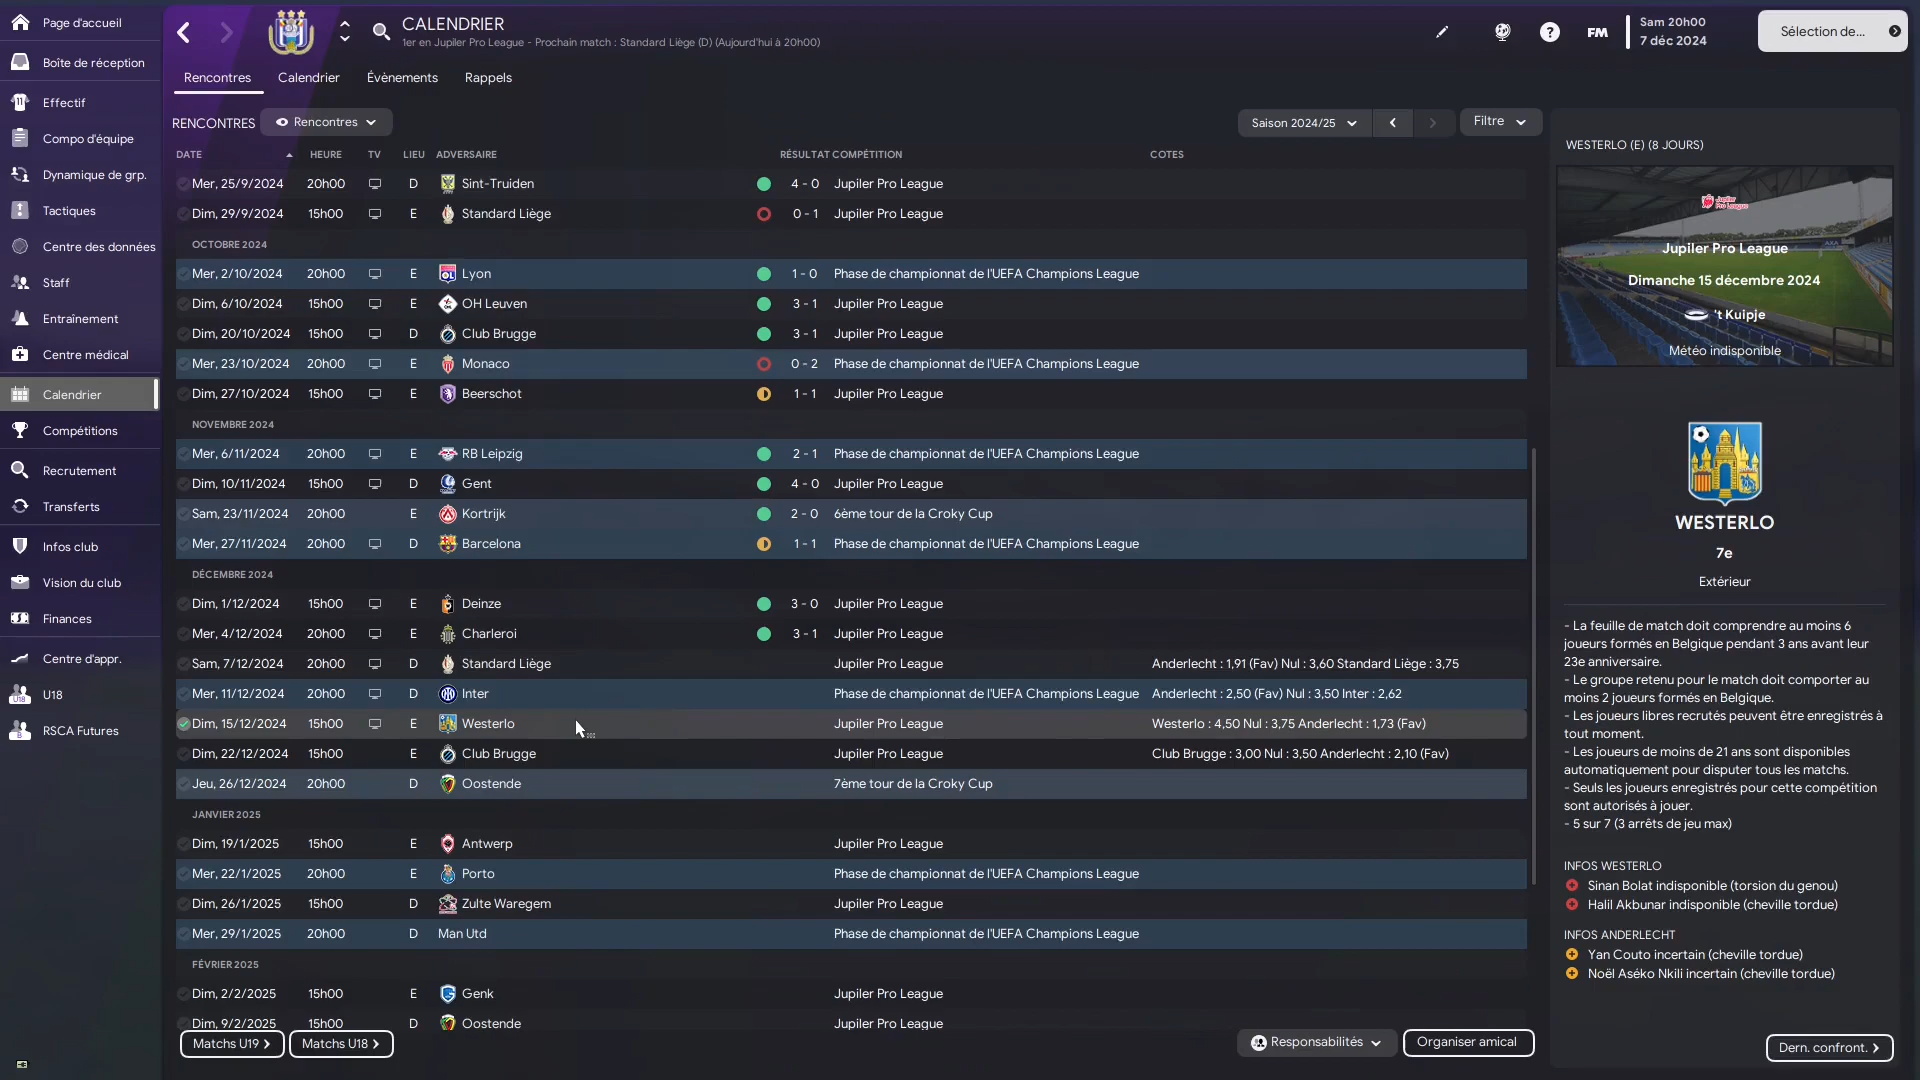 Page d'accueil
Boîte de réception
Effectif
Compo d'équipe
Dynamique de grp.
Tactiques
Centre des données
Staff
Entraînement
Centre médical
Calendrier
Compétitions
Recrutement
Transferts
Infos club
Vision du club
Finances
Centre d'appr.
U18
RSCA Futures
CALENDRIER
1er en Jupiler Pro League - Prochain match : Standard Liège (D) (Aujourd'hui à 20h00)
FM
Sam 20h00
7 déc 2024
Sélection de...
Rencontres Calendrier Évènements Rappels
RENCONTRES Rencontres Saison 2024/25 Filtre
DATE HEURE TV LIEU ADVERSAIRE RÉSULTAT COMPÉTITION COTES
Mer, 25/9/2024 20h00 D Sint-Truiden 4 - 0 Jupiler Pro League
Dim, 29/9/2024 15h00 E Standard Liège 0 - 1 Jupiler Pro League
OCTOBRE 2024
Mer, 2/10/2024 20h00 E Lyon 1 - 0 Phase de championnat de l'UEFA Champions League
Dim, 6/10/2024 15h00 E OH Leuven 3 - 1 Jupiler Pro League
Dim, 20/10/2024 15h00 D Club Brugge 3 - 1 Jupiler Pro League
Mer, 23/10/2024 20h00 E Monaco 0 - 2 Phase de championnat de l'UEFA Champions League
Dim, 27/10/2024 15h00 E Beerschot 1 - 1 Jupiler Pro League
NOVEMBRE 2024
Mer, 6/11/2024 20h00 E RB Leipzig 2 - 1 Phase de championnat de l'UEFA Champions League
Dim, 10/11/2024 15h00 D Gent 4 - 0 Jupiler Pro League
Sam, 23/11/2024 20h00 E Kortrijk 2 - 0 6ème tour de la Croky Cup
Mer, 27/11/2024 20h00 D Barcelona 1 - 1 Phase de championnat de l'UEFA Champions League
DÉCEMBRE 2024
Dim, 1/12/2024 15h00 E Deinze 3 - 0 Jupiler Pro League
Mer, 4/12/2024 20h00 E Charleroi 3 - 1 Jupiler Pro League
Sam, 7/12/2024 20h00 D Standard Liège Jupiler Pro League Anderlecht : 1,91 (Fav) Nul : 3,60 Standard Liège : 3,75
Mer, 11/12/2024 20h00 D Inter Phase de championnat de l'UEFA Champions League Anderlecht : 2,50 (Fav) Nul : 3,50 Inter : 2,62
Dim, 15/12/2024 15h00 E Westerlo Jupiler Pro League Westerlo : 4,50 Nul : 3,75 Anderlecht : 1,73 (Fav)
Dim, 22/12/2024 15h00 E Club Brugge Jupiler Pro League Club Brugge : 3,00 Nul : 3,50 Anderlecht : 2,10 (Fav)
Jeu, 26/12/2024 20h00 D Oostende 7ème tour de la Croky Cup
JANVIER 2025
Dim, 19/1/2025 15h00 E Antwerp Jupiler Pro League
Mer, 22/1/2025 20h00 E Porto Phase de championnat de l'UEFA Champions League
Dim, 26/1/2025 15h00 D Zulte Waregem Jupiler Pro League
Mer, 29/1/2025 20h00 D Man Utd Phase de championnat de l'UEFA Champions League
FÉVRIER 2025
Dim, 2/2/2025 15h00 E Genk Jupiler Pro League
Dim, 9/2/2025 15h00 D Oostende Jupiler Pro League
Matchs U19 Matchs U18 Responsabilités Organiser amical
WESTERLO (E) (8 JOURS)
Jupiler Pro League
Jupiler Pro League
Dimanche 15 décembre 2024
't Kuipje
Météo indisponible
WESTERLO
7e
Extérieur
- La feuille de match doit comprendre au moins 6
joueurs formés en Belgique pendant 3 ans avant leur
23e anniversaire.
- Le groupe retenu pour le match doit comporter au
moins 2 joueurs formés en Belgique.
- Les joueurs libres recrutés peuvent être enregistrés à
tout moment.
- Les joueurs de moins de 21 ans sont disponibles
automatiquement pour disputer tous les matchs.
- Seuls les joueurs enregistrés pour cette compétition
sont autorisés à jouer.
- 5 sur 7 (3 arrêts de jeu max)
INFOS WESTERLO
Sinan Bolat indisponible (torsion du genou)
Halil Akbunar indisponible (cheville tordue)
INFOS ANDERLECHT
Yan Couto incertain (cheville tordue)
Noël Aséko Nkili incertain (cheville tordue)
Dern. confront.